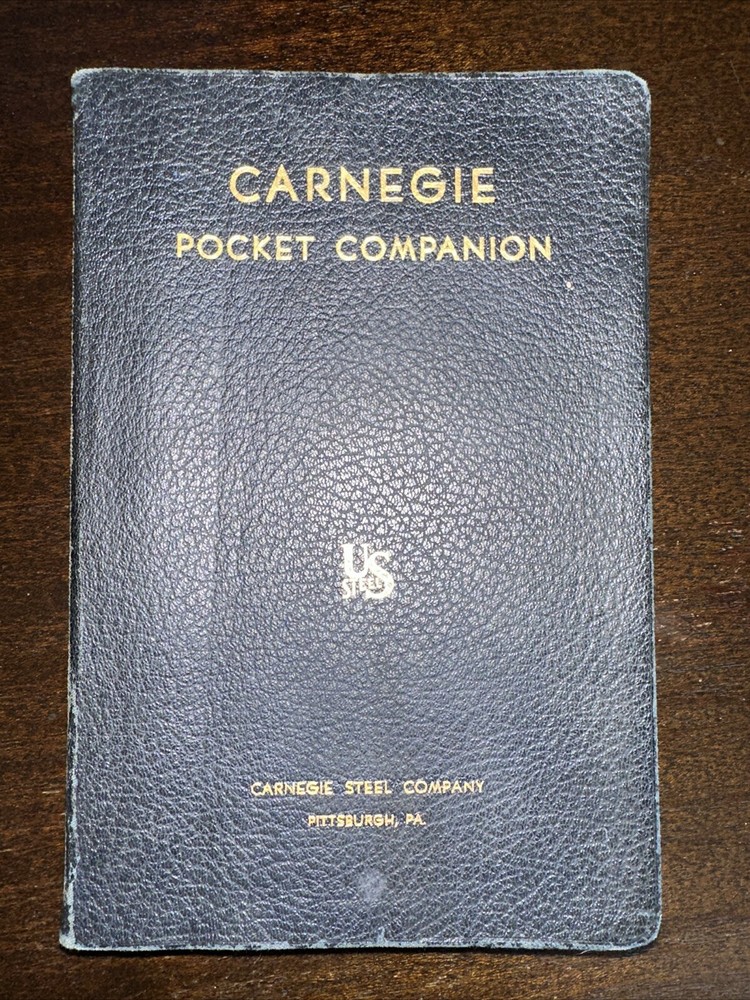 CARNEGIE
POCKET COMPANION
US
STEEL
CARNEGIE STEEL COMPANY
PITTSBURGH, PA.